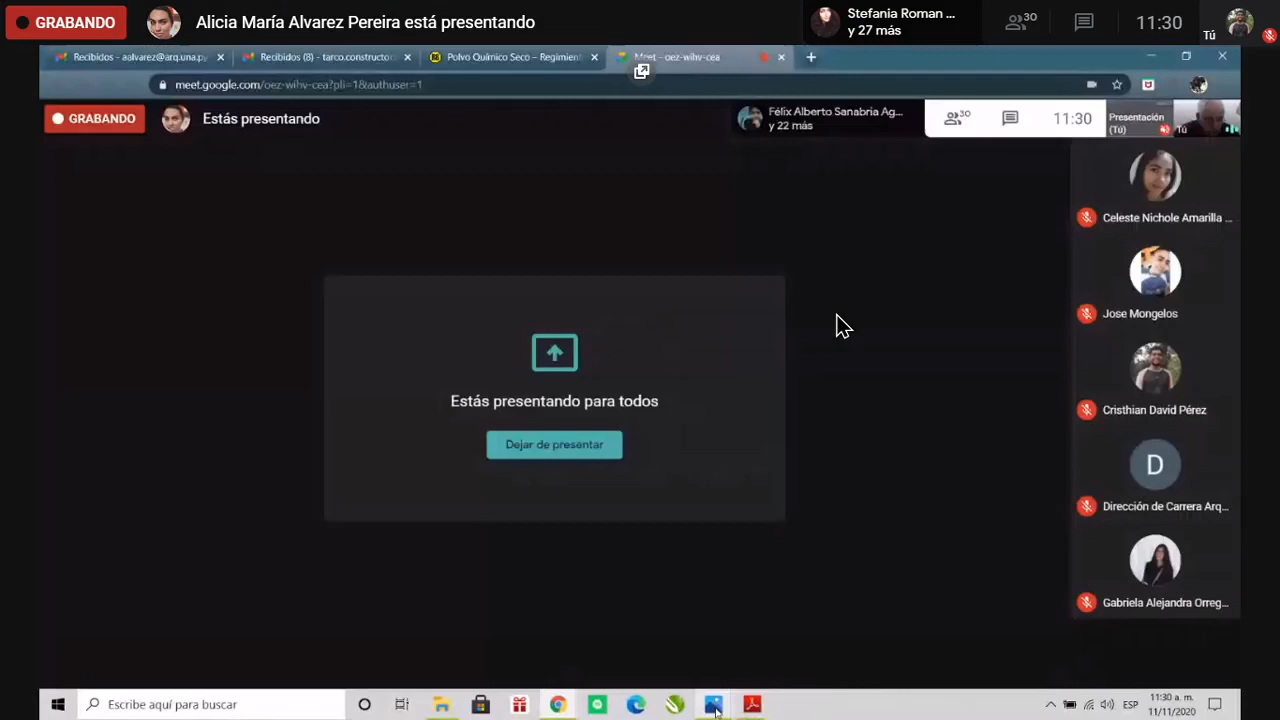 GRABANDO
Alicia María Alvarez Pereira está presentando
Stefania Roman ...
y 27 más
30
11:30
Tú
Recibidos - aalvarez@arq.una.py
Recibidos (8) - tarco.constructo
Polvo Químico Seco – Regimient
Meet – oez-wihv-cea
meet.google.com/oez-wihv-cea?pli=1&authuser=1
GRABANDO
Estás presentando
Félix Alberto Sanabria Ag...
y 22 más
30
11:30
Presentación
(Tú)
Tú
Celeste Nichole Amarilla ...
Jose Mongelos
Cristhian David Pérez
D
Dirección de Carrera Arq...
Gabriela Alejandra Orreg...
Estás presentando para todos
Dejar de presentar
Escribe aquí para buscar
ESP
11:30 a. m.
11/11/2020